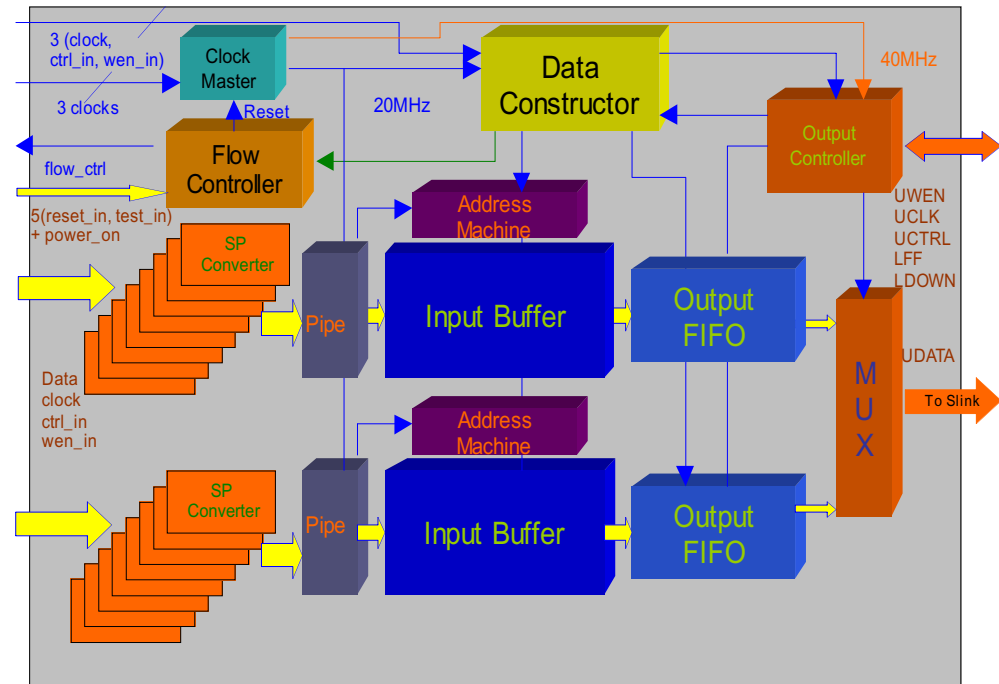 3 (clock,
ctrl_in, wen_in)
3 clocks
Clock
Master
Data
Constructor
40MHz
20MHz
Reset
Flow
Controller
flow_ctrl
Output
Controller
5(reset_in, test_in)
+ power_on
UWEN
UCLK
UCTRL
LFF
LDOWN
Address
Machine
SP
Converter
Pipe
Input Buffer
Output
FIFO
UDATA
Data
clock
ctrl_in
wen_in
M
U
X
To Slink
Address
Machine
SP
Converter
Pipe
Input Buffer
Output
FIFO